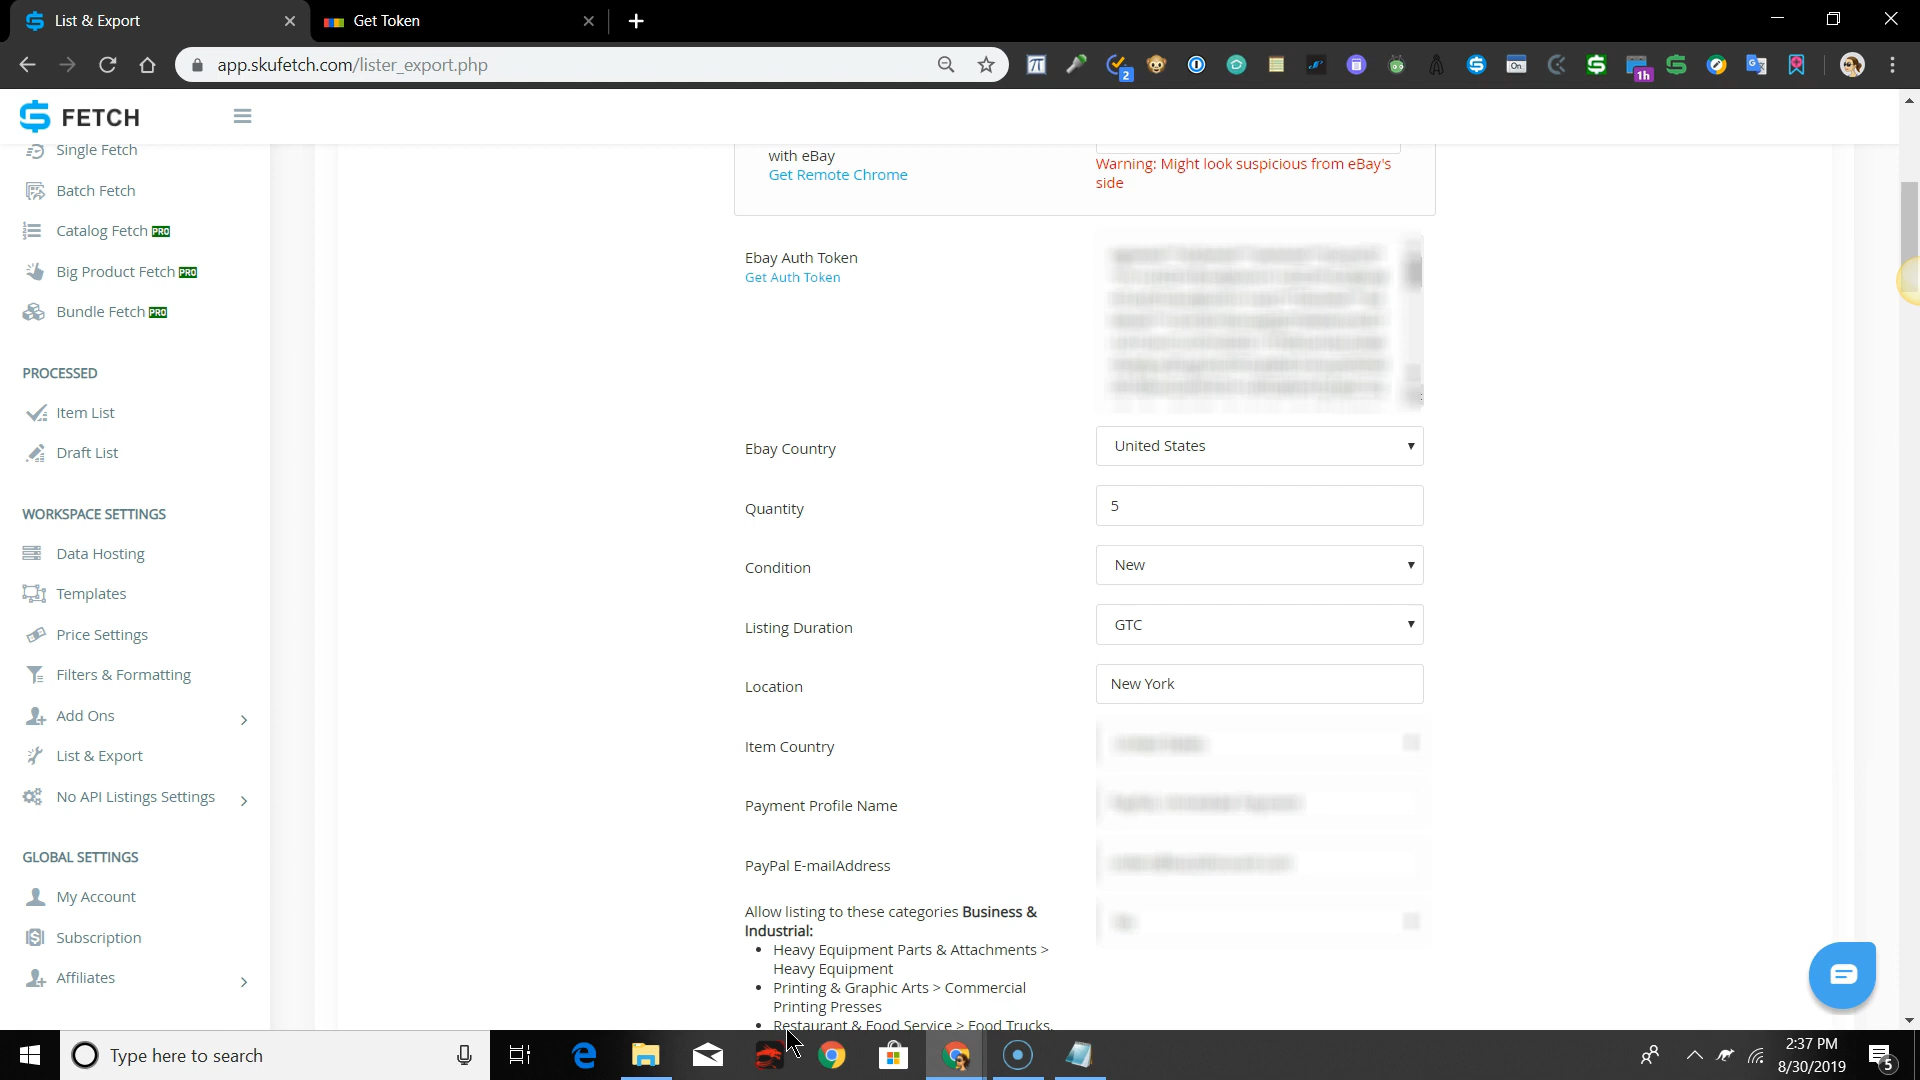 List & Export
Get Token
app.skufetch.com/lister_export.php
2
On
1h
FETCH
Single Fetch
Batch Fetch
Catalog Fetch PRO
Big Product Fetch PRO
Bundle Fetch PRO
PROCESSED
Item List
Draft List
WORKSPACE SETTINGS
Data Hosting
Templates
Price Settings
Filters & Formatting
Add Ons
List & Export
No API Listings Settings
GLOBAL SETTINGS
My Account
Subscription
Affiliates
with eBay
Get Remote Chrome
Warning: Might look suspicious from eBay's
side
Ebay Auth Token
Get Auth Token
Ebay Country
United States
Quantity
5
Condition
New
Listing Duration
GTC
Location
New York
Item Country
Payment Profile Name
PayPal E-mailAddress
Allow listing to these categories Business &
Industrial:
• Heavy Equipment Parts & Attachments >
Heavy Equipment
• Printing & Graphic Arts > Commercial
Printing Presses
• Restaurant & Food Service > Food Trucks,
Type here to search
2:37 PM
8/30/2019
5